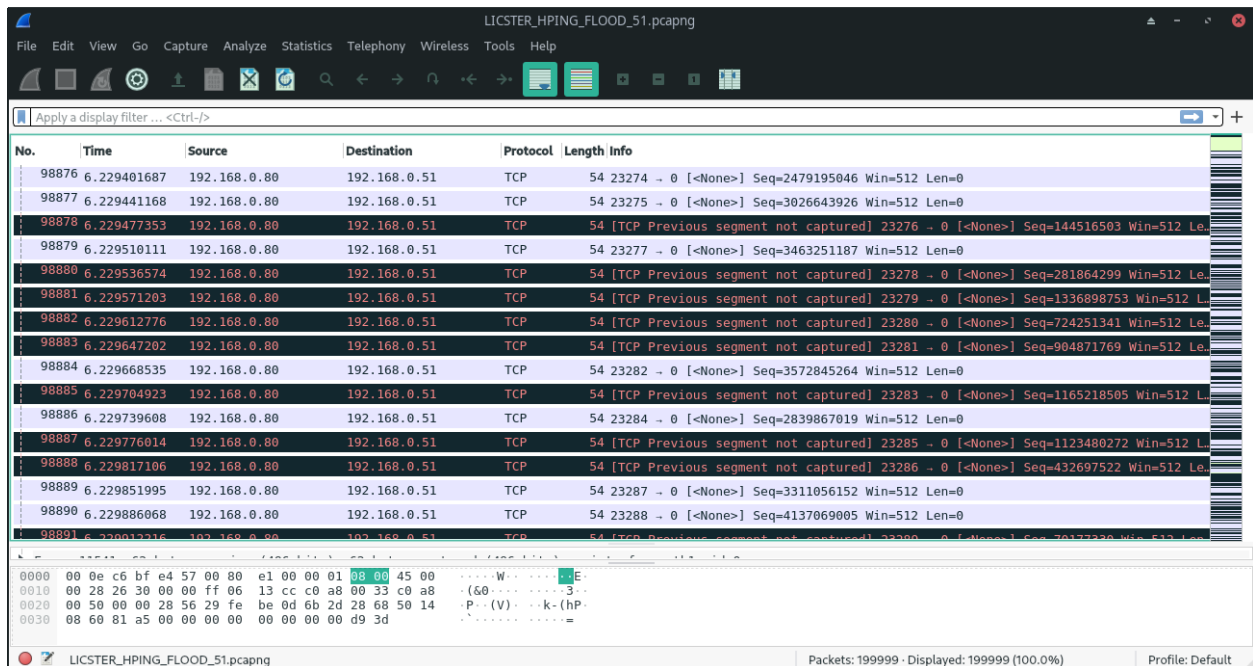 LICSTER_HPING_FLOOD_51.pcapng
File Edit View Go Capture Analyze Statistics Telephony Wireless Tools Help
Apply a display filter … <Ctrl-/>
No. Time Source Destination Protocol Length Info
98876 6.229401687 192.168.0.80 192.168.0.51 TCP 54 23274 → 0 [<None>] Seq=2479195046 Win=512 Len=0
98877 6.229441168 192.168.0.80 192.168.0.51 TCP 54 23275 → 0 [<None>] Seq=3026643926 Win=512 Len=0
98878 6.229477353 192.168.0.80 192.168.0.51 TCP 54 [TCP Previous segment not captured] 23276 → 0 [<None>] Seq=144516503 Win=512 Le…
98879 6.229510111 192.168.0.80 192.168.0.51 TCP 54 23277 → 0 [<None>] Seq=3463251187 Win=512 Len=0
98880 6.229536574 192.168.0.80 192.168.0.51 TCP 54 [TCP Previous segment not captured] 23278 → 0 [<None>] Seq=281864299 Win=512 Le…
98881 6.229571203 192.168.0.80 192.168.0.51 TCP 54 [TCP Previous segment not captured] 23279 → 0 [<None>] Seq=1336898753 Win=512 L…
98882 6.229612776 192.168.0.80 192.168.0.51 TCP 54 [TCP Previous segment not captured] 23280 → 0 [<None>] Seq=724251341 Win=512 Le…
98883 6.229647202 192.168.0.80 192.168.0.51 TCP 54 [TCP Previous segment not captured] 23281 → 0 [<None>] Seq=904871769 Win=512 Le…
98884 6.229668535 192.168.0.80 192.168.0.51 TCP 54 23282 → 0 [<None>] Seq=3572845264 Win=512 Len=0
98885 6.229704923 192.168.0.80 192.168.0.51 TCP 54 [TCP Previous segment not captured] 23283 → 0 [<None>] Seq=1165218505 Win=512 L…
98886 6.229739608 192.168.0.80 192.168.0.51 TCP 54 23284 → 0 [<None>] Seq=2839867019 Win=512 Len=0
98887 6.229776014 192.168.0.80 192.168.0.51 TCP 54 [TCP Previous segment not captured] 23285 → 0 [<None>] Seq=1123480272 Win=512 L…
98888 6.229817106 192.168.0.80 192.168.0.51 TCP 54 [TCP Previous segment not captured] 23286 → 0 [<None>] Seq=432697522 Win=512 Le…
98889 6.229851995 192.168.0.80 192.168.0.51 TCP 54 23287 → 0 [<None>] Seq=3311056152 Win=512 Len=0
98890 6.229886068 192.168.0.80 192.168.0.51 TCP 54 23288 → 0 [<None>] Seq=4137069005 Win=512 Len=0
98891
0000 00 0e c6 bf e4 57 00 80 e1 00 00 01 08 00 45 00 ·····W·· ······E·
0010 00 28 26 30 00 00 ff 06 13 cc c0 a8 00 33 c0 a8 ·(&0···· ·····3··
0020 00 50 00 00 28 56 29 fe be 0d 6b 2d 28 68 50 14 ·P··(V)· ··k-(hP·
0030 08 60 81 a5 00 00 00 00 00 00 00 00 d9 3d ·`······ ·····=
LICSTER_HPING_FLOOD_51.pcapng Packets: 199999 · Displayed: 199999 (100.0%) Profile: Default